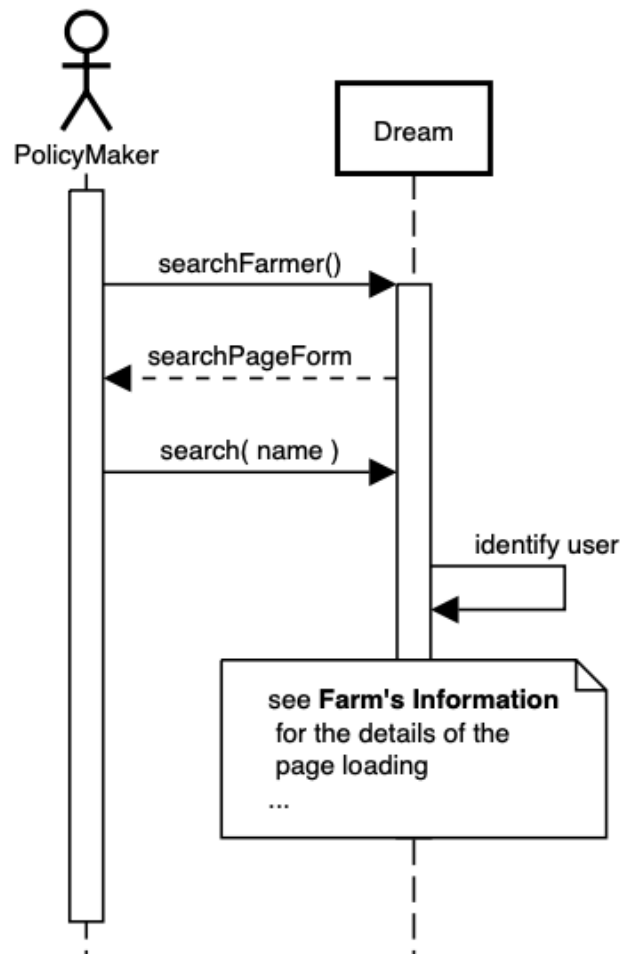 Dream
PolicyMaker
searchFarmer()
searchPageForm
search( name )
identify user
see Farm's Information
for the details of the
page loading
...